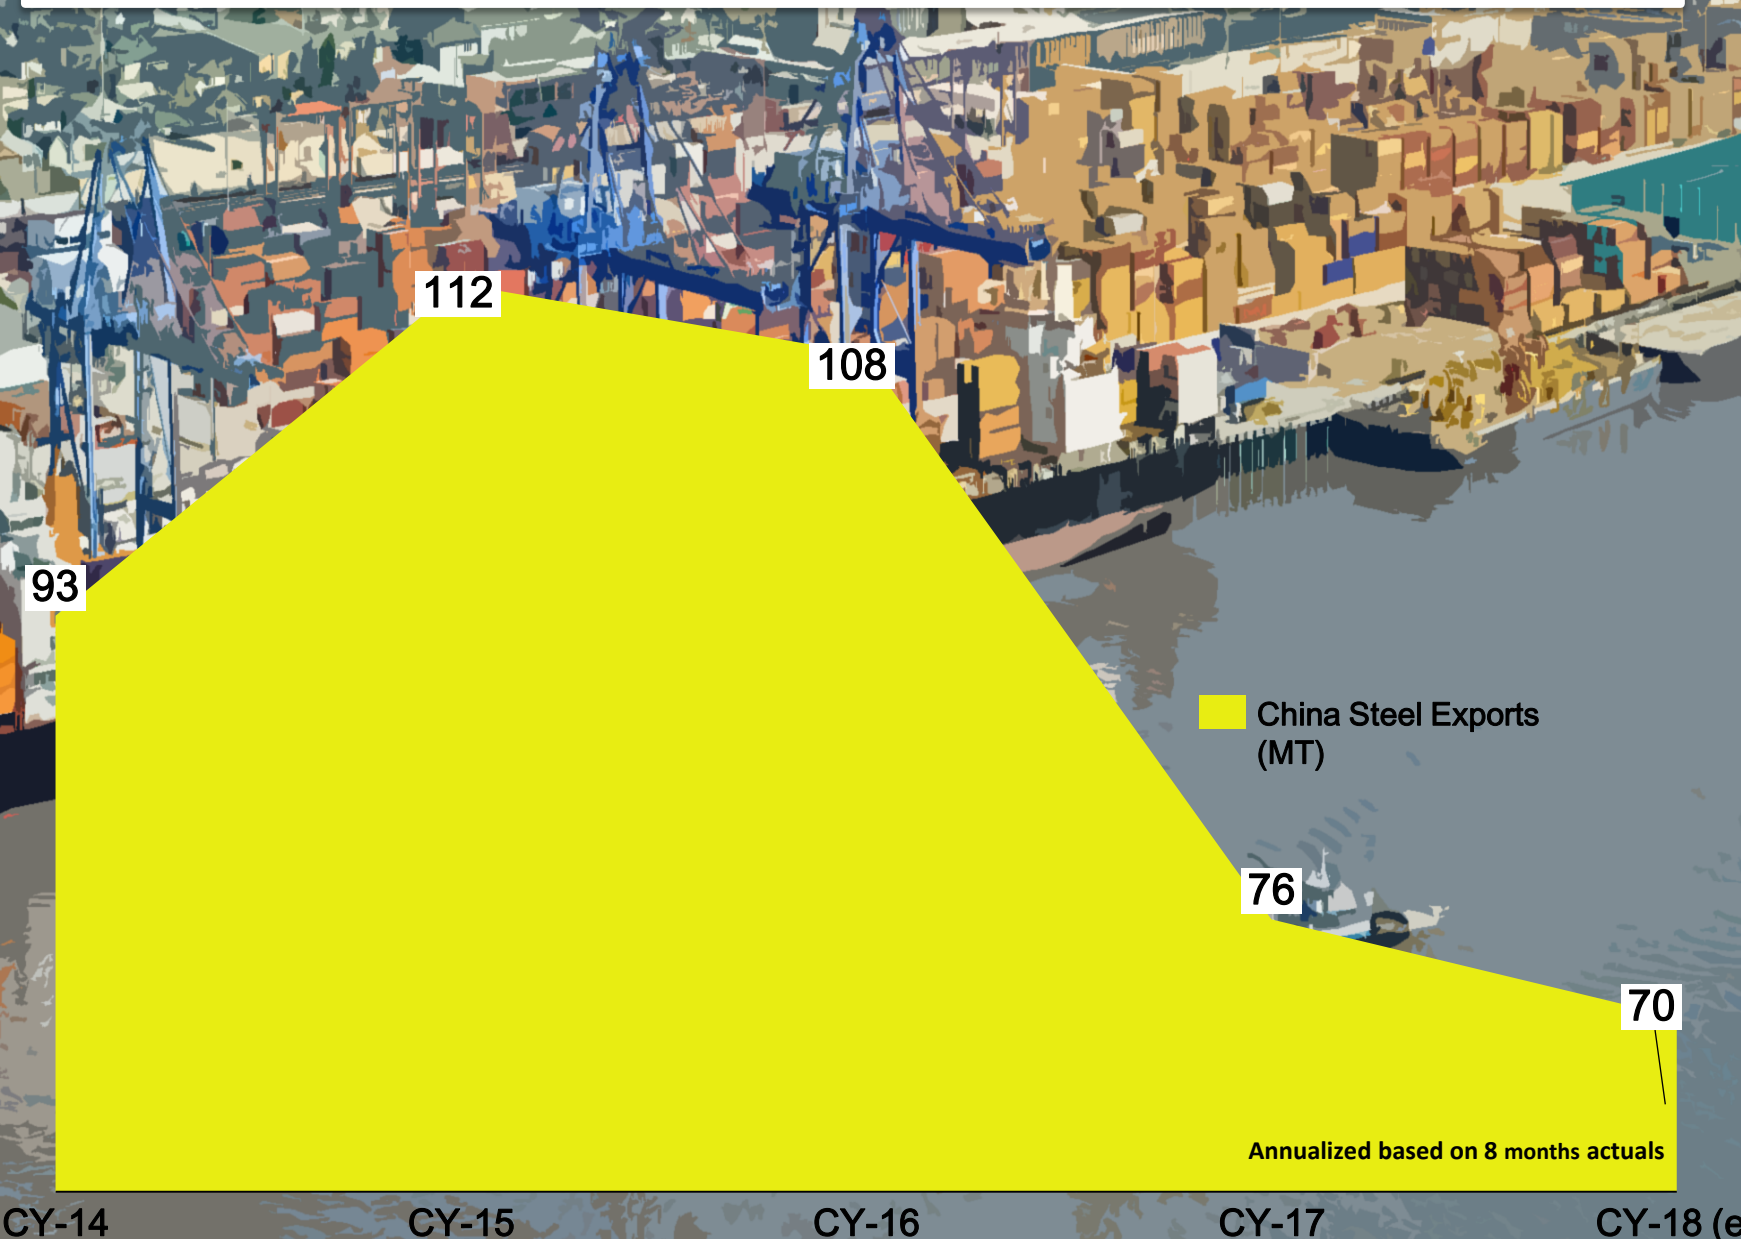 112
108
93
China Steel Exports
(MT)
76
70
Annualized based on 8 months actuals
CY-14
CY-15
CY-16
CY-17
CY-18 (e